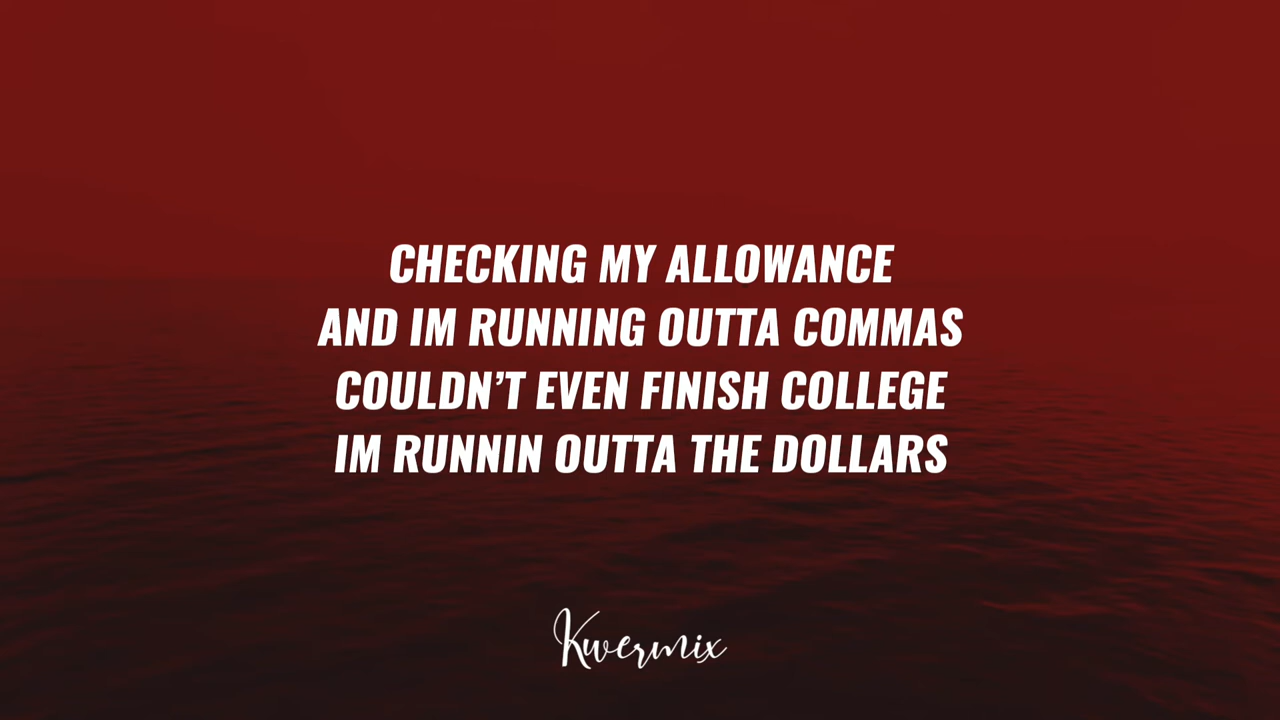 CHECKING MY ALLOWANCE
AND IM RUNNING OUTTA COMMAS
COULDN’T EVEN FINISH COLLEGE
IM RUNNIN OUTTA THE DOLLARS
Kwermix